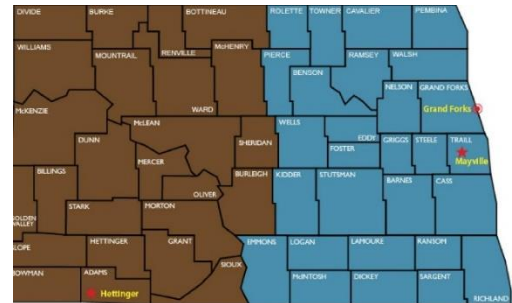 DIVIDE
BURKE
BOTTINEAU
ROLETTE
TOWNER
CAVALIER
PEMBINA
WILLIAMS
MOUNTRAIL
RENVILLE
McHENRY
PIERCE
RAMSEY
WALSH
BENSON
NELSON
GRAND FORKS
Grand Forks
McKENZIE
WARD
McLEAN
WELLS
EDDY
DUNN
MERCER
SHERIDAN
FOSTER
GRIGGS
STEELE
TRAILL
Mayville
BILLINGS
OLIVER
BURLEIGH
KIDDER
STUTSMAN
BARNES
CASS
STARK
MORTON
GOLDEN
VALLEY
SLOPE
HETTINGER
GRANT
SIOUX
EMMONS
LOGAN
LAMOURE
RANSOM
BOWMAN
ADAMS
Hettinger
McINTOSH
DICKEY
SARGENT
RICHLAND